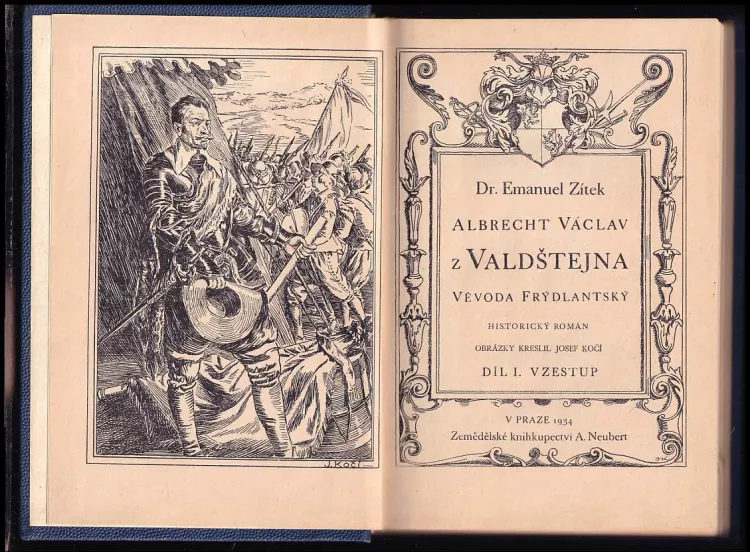 J. Kočí
Dr. Emanuel Zítek
ALBRECHT VÁCLAV
z VALDŠTEJNA
VÉVODA FRÝDLANTSKÝ
HISTORICKÝ ROMÁN
OBRÁZKY KRESLIL JOSEF KOČÍ
DÍL I. VZESTUP
V PRAZE 1934
Zemědělské knihkupectví A. Neubert